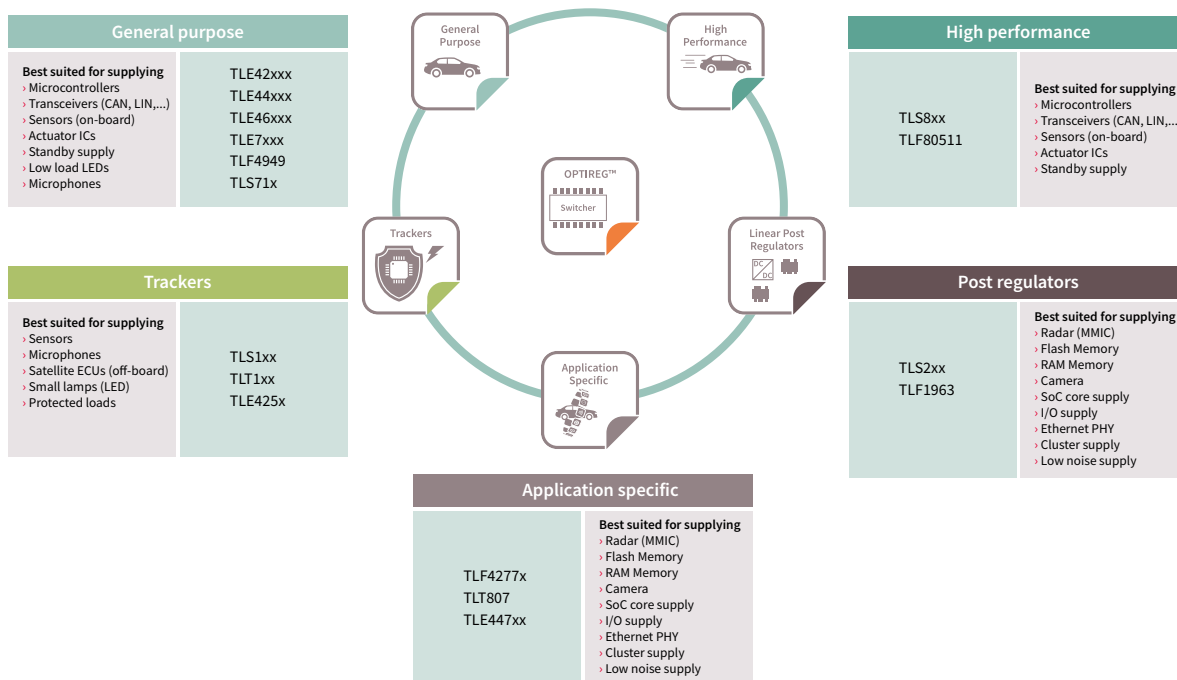 General purpose
Best suited for supplying
› Microcontrollers
› Transceivers (CAN, LIN,...)
› Sensors (on-board)
› Actuator ICs
› Standby supply
› Low load LEDs
› Microphones
TLE42xxx
TLE44xxx
TLE46xxx
TLE7xxx
TLF4949
TLS71x
General
Purpose
High
Performance
High performance
TLS8xx
TLF80511
Best suited for supplying
› Microcontrollers
› Transceivers (CAN, LIN,...
› Sensors (on-board)
› Actuator ICs
› Standby supply
OPTIREG™
Switcher
Trackers
Linear Post
Regulators
DC
DC
Application
Specific
Trackers
Best suited for supplying
› Sensors
› Microphones
› Satellite ECUs (off-board)
› Small lamps (LED)
› Protected loads
TLS1xx
TLT1xx
TLE425x
Post regulators
TLS2xx
TLF1963
Best suited for supplying
› Radar (MMIC)
› Flash Memory
› RAM Memory
› Camera
› SoC core supply
› I/O supply
› Ethernet PHY
› Cluster supply
› Low noise supply
Application specific
TLF4277x
TLT807
TLE447xx
Best suited for supplying
› Radar (MMIC)
› Flash Memory
› RAM Memory
› Camera
› SoC core supply
› I/O supply
› Ethernet PHY
› Cluster supply
› Low noise supply